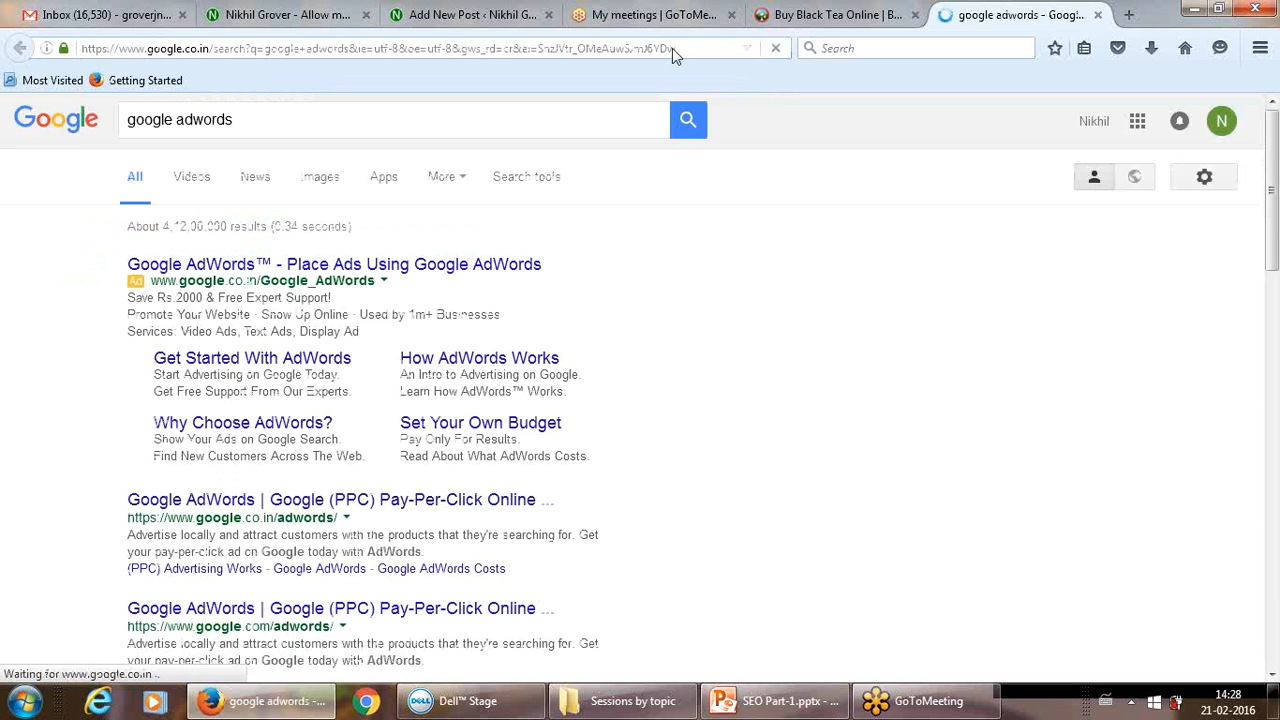 Inbox (16,530) - groverjn...
Nikhil Grover - Allow m...
Add New Post ‹ Nikhil G...
My meetings | GoToMe...
Buy Black Tea Online | B...
google adwords - Goog...
Search
Most Visited
Getting Started
Google
google adwords
Nikhil
N
All
Videos
News
Images
Apps
More
Search tools
About 4,12,00,000 results (0.34 seconds)
Google AdWords™ - Place Ads Using Google AdWords
Ad www.google.co.in/Google_AdWords
Save Rs.2000 & Free Expert Support!
Promote Your Website · Show Up Online · Used by 1m+ Businesses
Services: Video Ads, Text Ads, Display Ad
Get Started With AdWords
Start Advertising on Google Today.
Get Free Support From Our Experts.
How AdWords Works
An Intro to Advertising on Google.
Learn How AdWords™ Works.
Why Choose AdWords?
Show Your Ads on Google Search.
Find New Customers Across The Web.
Set Your Own Budget
Pay Only For Results.
Read About What AdWords Costs.
Google AdWords | Google (PPC) Pay-Per-Click Online ...
https://www.google.co.in/adwords/
Advertise locally and attract customers with the products that they're searching for. Get
your pay-per-click ad on Google today with AdWords.
(PPC) Advertising Works - Google AdWords - Google AdWords Costs
Google AdWords | Google (PPC) Pay-Per-Click Online ...
https://www.google.com/adwords/
Advertise locally and attract customers with the products that they're searching for. Get
your pay-per-click ad on Google today with AdWords.
Waiting for www.google.co.in...
google adwords -...
Dell™ Stage
Sessions by topic
SEO Part-1.pptx - ...
GoToMeeting
14:28
21-02-2016